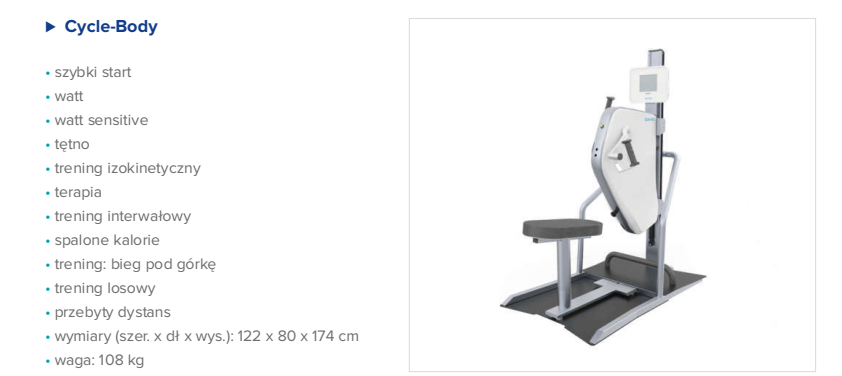 ► Cycle-Body
• szybki start
• watt
• watt sensitive
• tętno
• trening izokinetyczny
• terapia
• trening interwałowy
• spalone kalorie
• trening: bieg pod górkę
• trening losowy
• przebyty dystans
• wymiary (szer. x dł x wys.): 122 x 80 x 174 cm
• waga: 108 kg